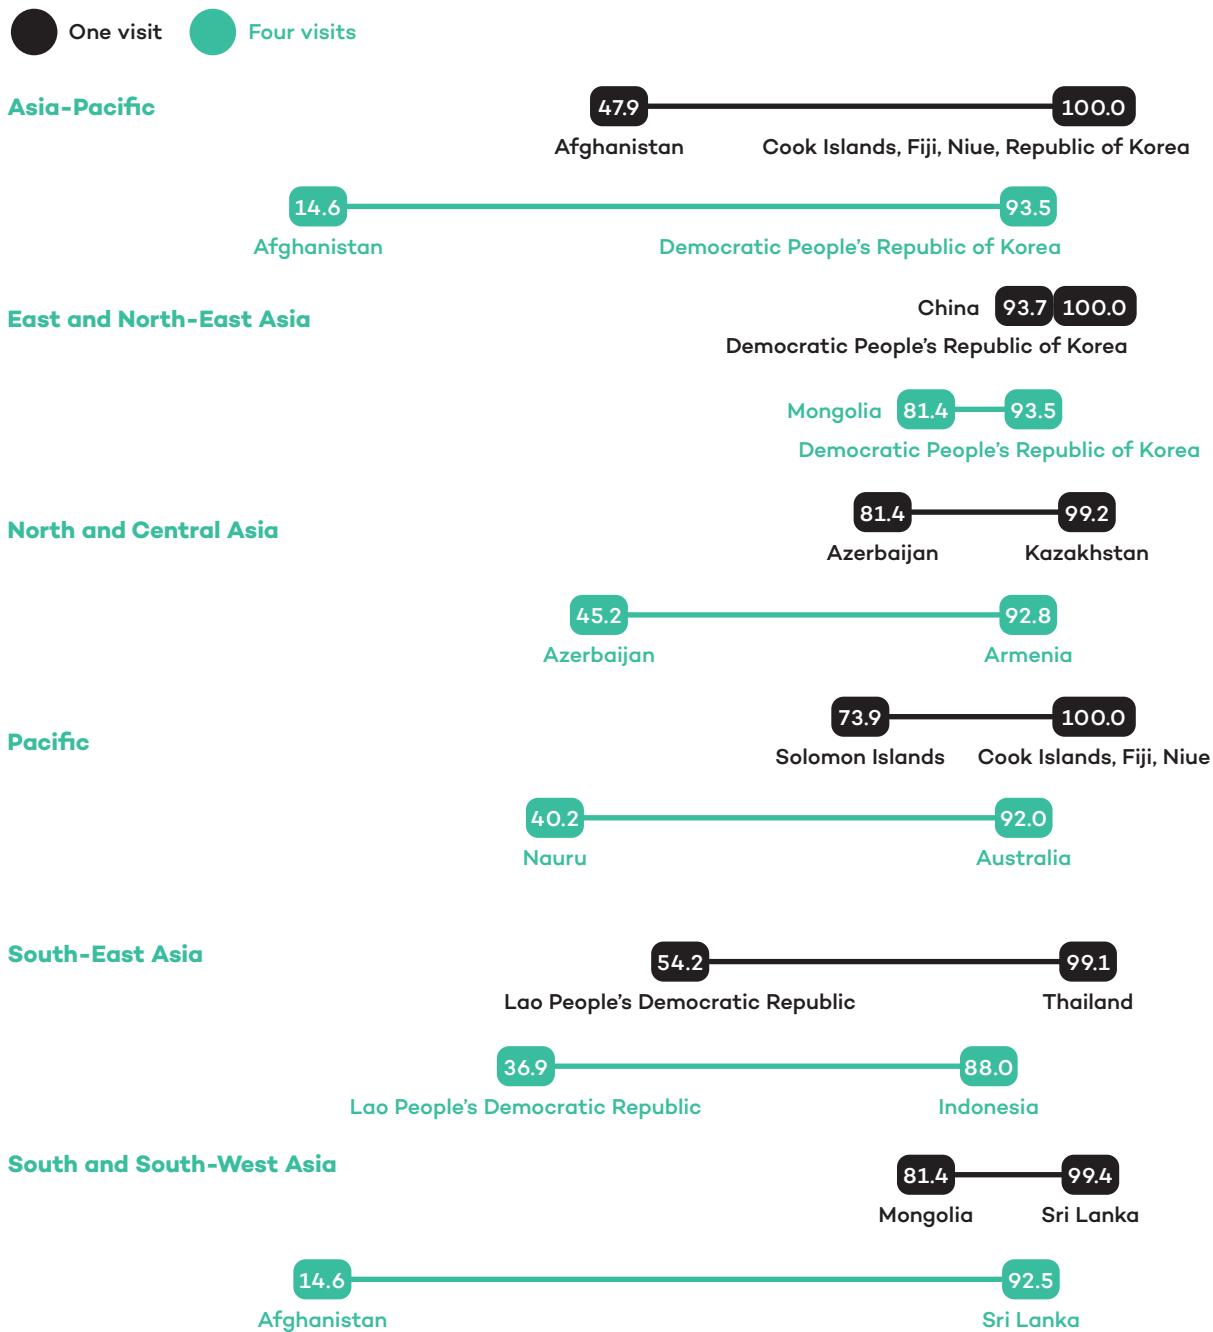 One visit Four visits
Asia-Pacific 47.9 100.0
Afghanistan Cook Islands, Fiji, Niue, Republic of Korea
14.6 93.5
Afghanistan Democratic People's Republic of Korea
East and North-East Asia China 93.7 100.0
Democratic People's Republic of Korea
Mongolia 81.4 93.5
Democratic People's Republic of Korea
North and Central Asia 81.4 99.2
Azerbaijan Kazakhstan
45.2 92.8
Azerbaijan Armenia
Pacific 73.9 100.0
Solomon Islands Cook Islands, Fiji, Niue
40.2 92.0
Nauru Australia
South-East Asia 54.2 99.1
Lao People's Democratic Republic Thailand
36.9 88.0
Lao People's Democratic Republic Indonesia
South and South-West Asia 81.4 99.4
Mongolia Sri Lanka
14.6 92.5
Afghanistan Sri Lanka